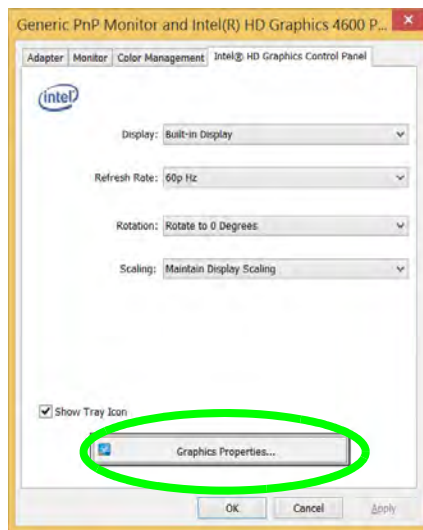 Generic PnP Monitor and Intel(R) HD Graphics 4600 P...
Adapter Monitor Color Management Intel® HD Graphics Control Panel
intel
Display: Built-in Display
Refresh Rate: 60p Hz
Rotation: Rotate to 0 Degrees
Scaling: Maintain Display Scaling
Show Tray Icon
Graphics Properties...
OK Cancel Apply